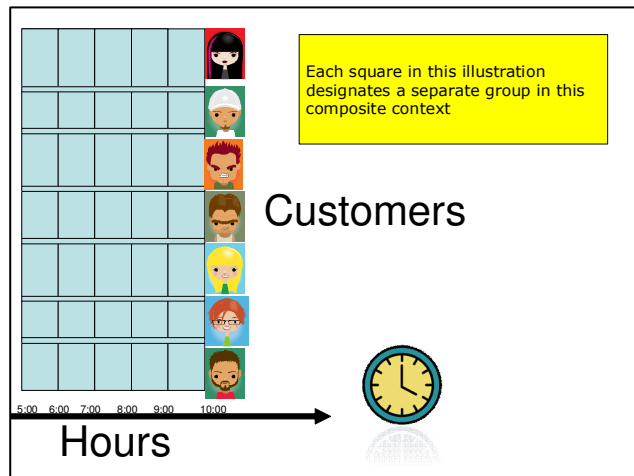 Each square in this illustration
designates a separate group in this
composite context
Customers
5:00 6:00 7:00 8:00 9:00 10:00
Hours